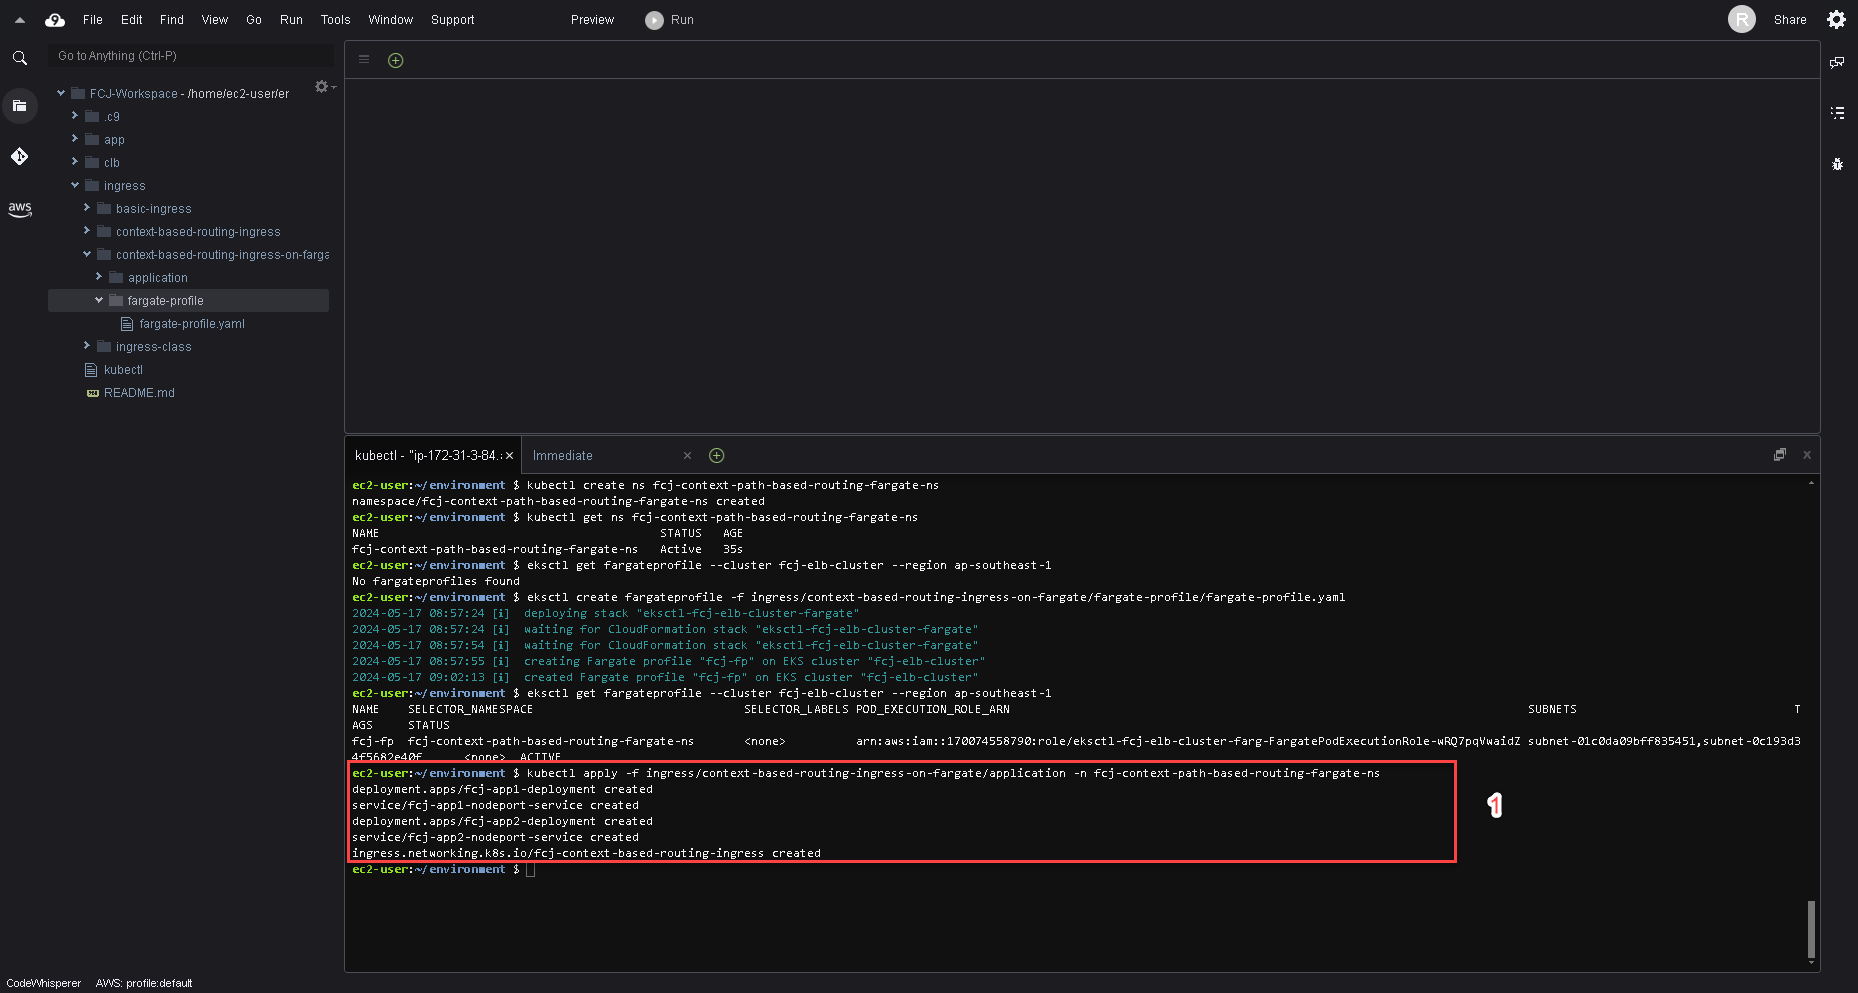 File Edit Find View Go Run Tools Window Support Preview Run R Share
Go to Anything (Ctrl-P)
FCJ-Workspace - /home/ec2-user/er
.c9
app
clb
ingress
basic-ingress
context-based-routing-ingress
context-based-routing-ingress-on-farga
application
fargate-profile
fargate-profile.yaml
ingress-class
kubectl
README.md
aws
kubectl - "ip-172-31-3-84.: Immediate
ec2-user:~/environment $ kubectl create ns fcj-context-path-based-routing-fargate-ns
namespace/fcj-context-path-based-routing-fargate-ns created
ec2-user:~/environment $ kubectl get ns fcj-context-path-based-routing-fargate-ns
NAME STATUS AGE
fcj-context-path-based-routing-fargate-ns Active 35s
ec2-user:~/environment $ eksctl get fargateprofile --cluster fcj-elb-cluster --region ap-southeast-1
No fargateprofiles found
ec2-user:~/environment $ eksctl create fargateprofile -f ingress/context-based-routing-ingress-on-fargate/fargate-profile/fargate-profile.yaml
2024-05-17 08:57:24 [i] deploying stack "eksctl-fcj-elb-cluster-fargate"
2024-05-17 08:57:24 [i] waiting for CloudFormation stack "eksctl-fcj-elb-cluster-fargate"
2024-05-17 08:57:54 [i] waiting for CloudFormation stack "eksctl-fcj-elb-cluster-fargate"
2024-05-17 08:57:55 [i] creating Fargate profile "fcj-fp" on EKS cluster "fcj-elb-cluster"
2024-05-17 09:02:13 [i] created Fargate profile "fcj-fp" on EKS cluster "fcj-elb-cluster"
ec2-user:~/environment $ eksctl get fargateprofile --cluster fcj-elb-cluster --region ap-southeast-1
NAME SELECTOR_NAMESPACE SELECTOR_LABELS POD_EXECUTION_ROLE_ARN SUBNETS T
AGS STATUS
fcj-fp fcj-context-path-based-routing-fargate-ns <none> arn:aws:iam::170074558790:role/eksctl-fcj-elb-cluster-farg-FargatePodExecutionRole-wRQ7pqVwaidZ subnet-01c0da09bff835451,subnet-0c193d3
4f5682e40f <none> ACTIVE
ec2-user:~/environment $ kubectl apply -f ingress/context-based-routing-ingress-on-fargate/application -n fcj-context-path-based-routing-fargate-ns
deployment.apps/fcj-app1-deployment created
service/fcj-app1-nodeport-service created
deployment.apps/fcj-app2-deployment created
service/fcj-app2-nodeport-service created
ingress.networking.k8s.io/fcj-context-based-routing-ingress created
ec2-user:~/environment $
1
CodeWhisperer AWS: profile:default